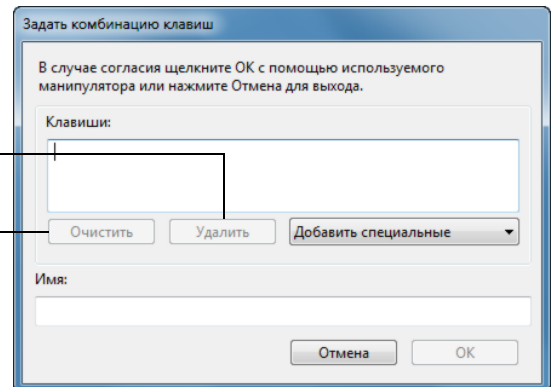 Задать комбинацию клавиш
В случае согласия щелкните ОК с помощью используемого
манипулятора или нажмите Отмена для выхода.
Клавиши:
Очистить Удалить Добавить специальные
Имя:
Отмена ОК